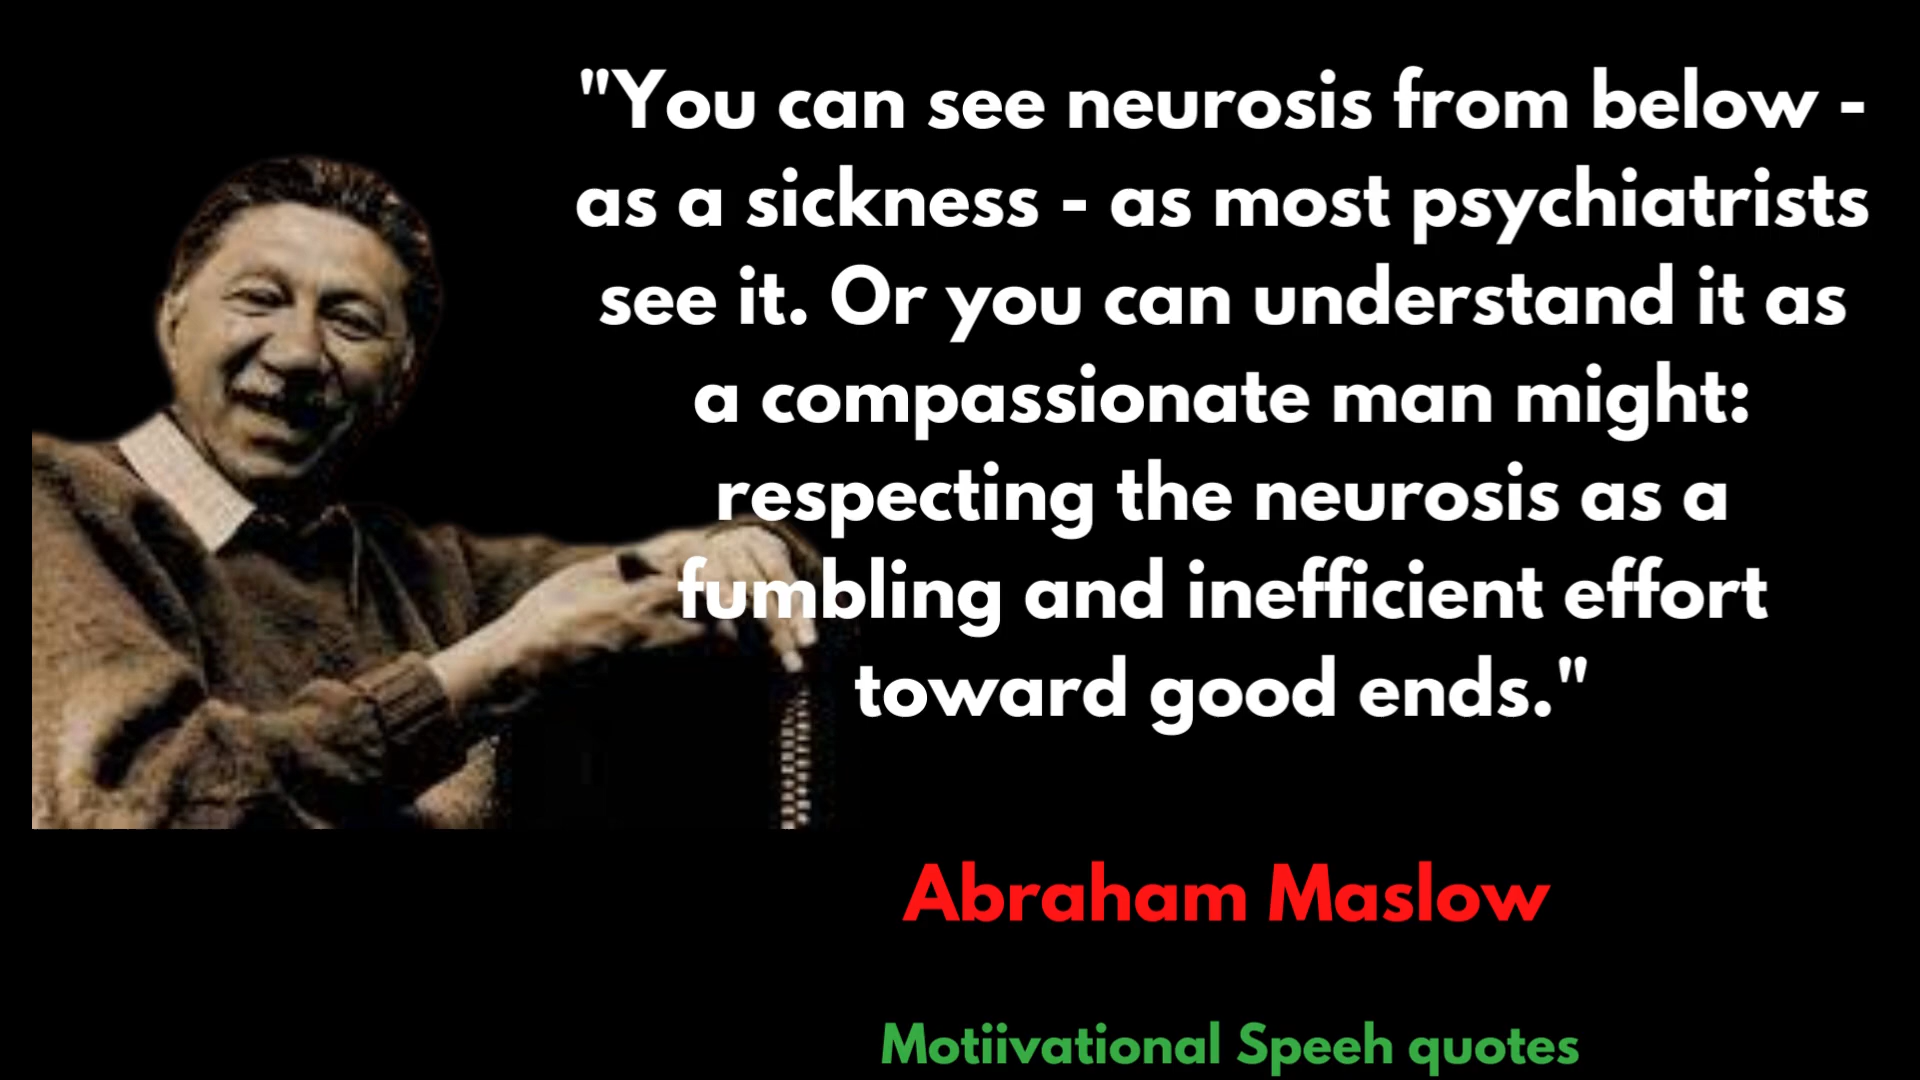 "You can see neurosis from below -
as a sickness - as most psychiatrists
see it. Or you can understand it as
a compassionate man might:
respecting the neurosis as a
fumbling and inefficient effort
toward good ends."
Abraham Maslow
Motiivational Speeh quotes